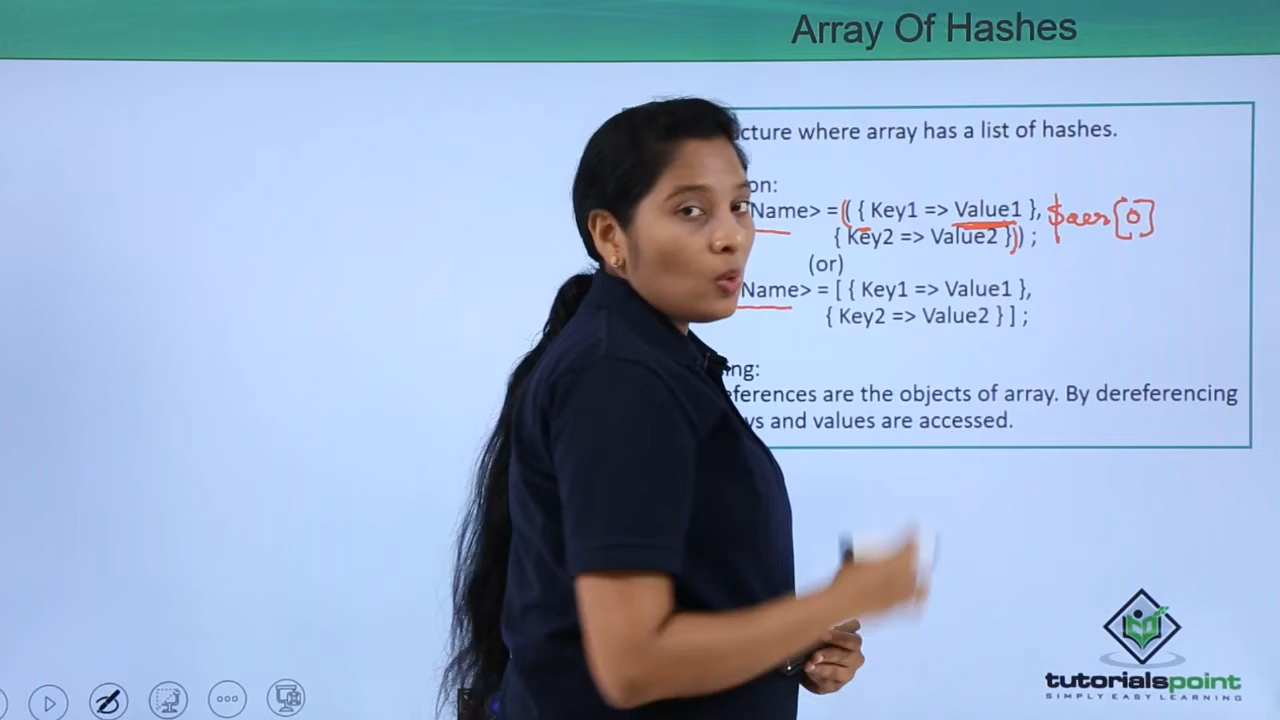 Array Of Hashes
cture where array has a list of hashes.
on:
Name> = ( { Key1 => Value1 }, $arr[0]
{ Key2 => Value2 } ) ;
(or)
Name> = [ { Key1 => Value1 },
{ Key2 => Value2 } ] ;
ng:
eferences are the objects of array. By dereferencing
ys and values are accessed.
tutorialspoint
SIMPLY EASY LEARNING